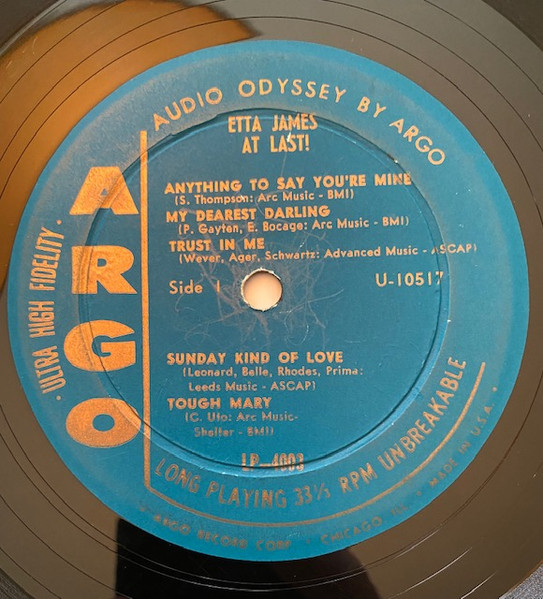 AUDIO ODYSSEY BY ARGO
ETTA JAMES
AT LAST!
ARGO
· ULTRA HIGH FIDELITY ·
ANYTHING TO SAY YOU'RE MINE
(S. Thompson: Arc Music - BMI)
MY DEAREST DARLING
(P. Gayten, E. Bocage: Arc Music - BMI)
TRUST IN ME
(Wever, Ager, Schwartz: Advanced Music - ASCAP)
Side 1
U-10517
SUNDAY KIND OF LOVE
(Leonard, Belle, Rhodes, Prima:
Leeds Music - ASCAP)
TOUGH MARY
(C. Ufo: Arc Music-
Shelter - BMI)
LP-4003
LONG PLAYING 33⅓ RPM UNBREAKABLE
· ARGO RECORD CORP · CHICAGO, ILL. · MADE IN U.S.A. ·